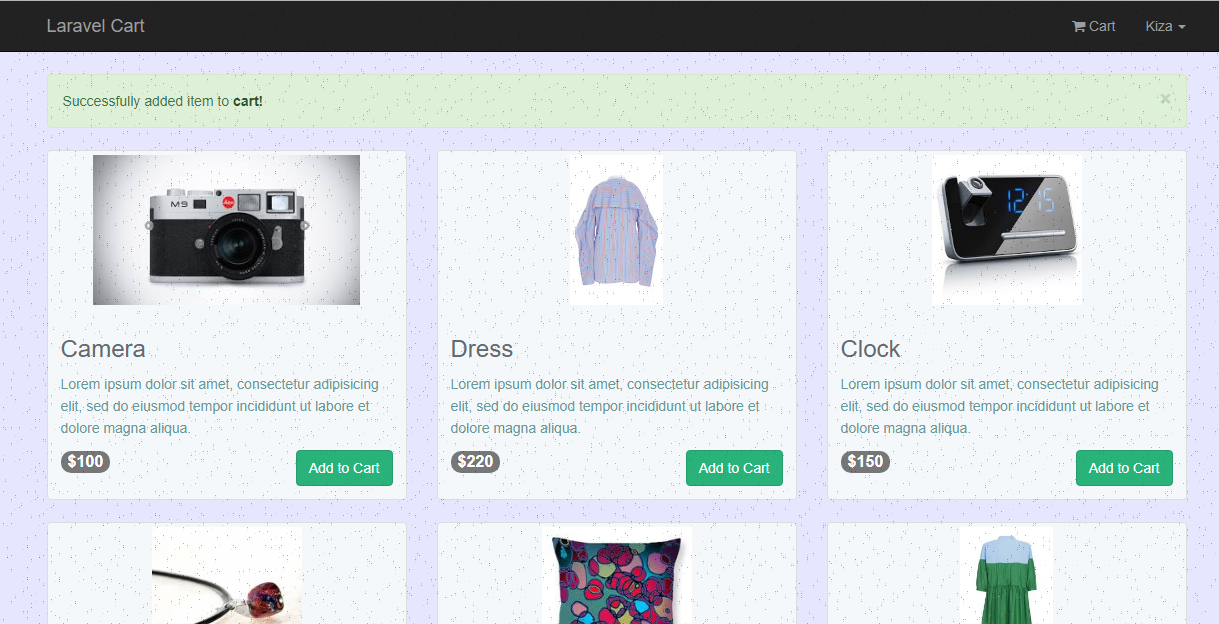 Laravel Cart
Cart
Kiza
Successfully added item to cart!
×
M9
12:15
Camera
Lorem ipsum dolor sit amet, consectetur adipisicing
elit, sed do eiusmod tempor incididunt ut labore et
dolore magna aliqua.
$100
Add to Cart
Dress
Lorem ipsum dolor sit amet, consectetur adipisicing
elit, sed do eiusmod tempor incididunt ut labore et
dolore magna aliqua.
$220
Add to Cart
Clock
Lorem ipsum dolor sit amet, consectetur adipisicing
elit, sed do eiusmod tempor incididunt ut labore et
dolore magna aliqua.
$150
Add to Cart